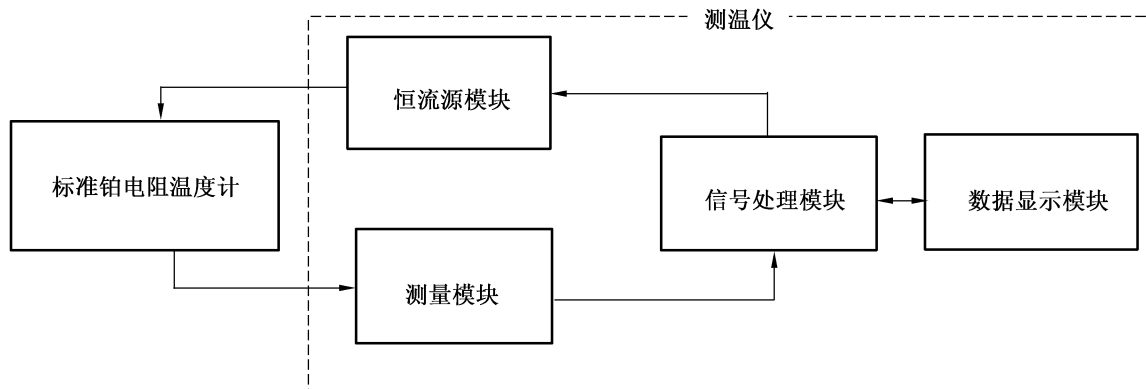 测温仪
恒流源模块
标准铂电阻温度计
信号处理模块
数据显示模块
测量模块